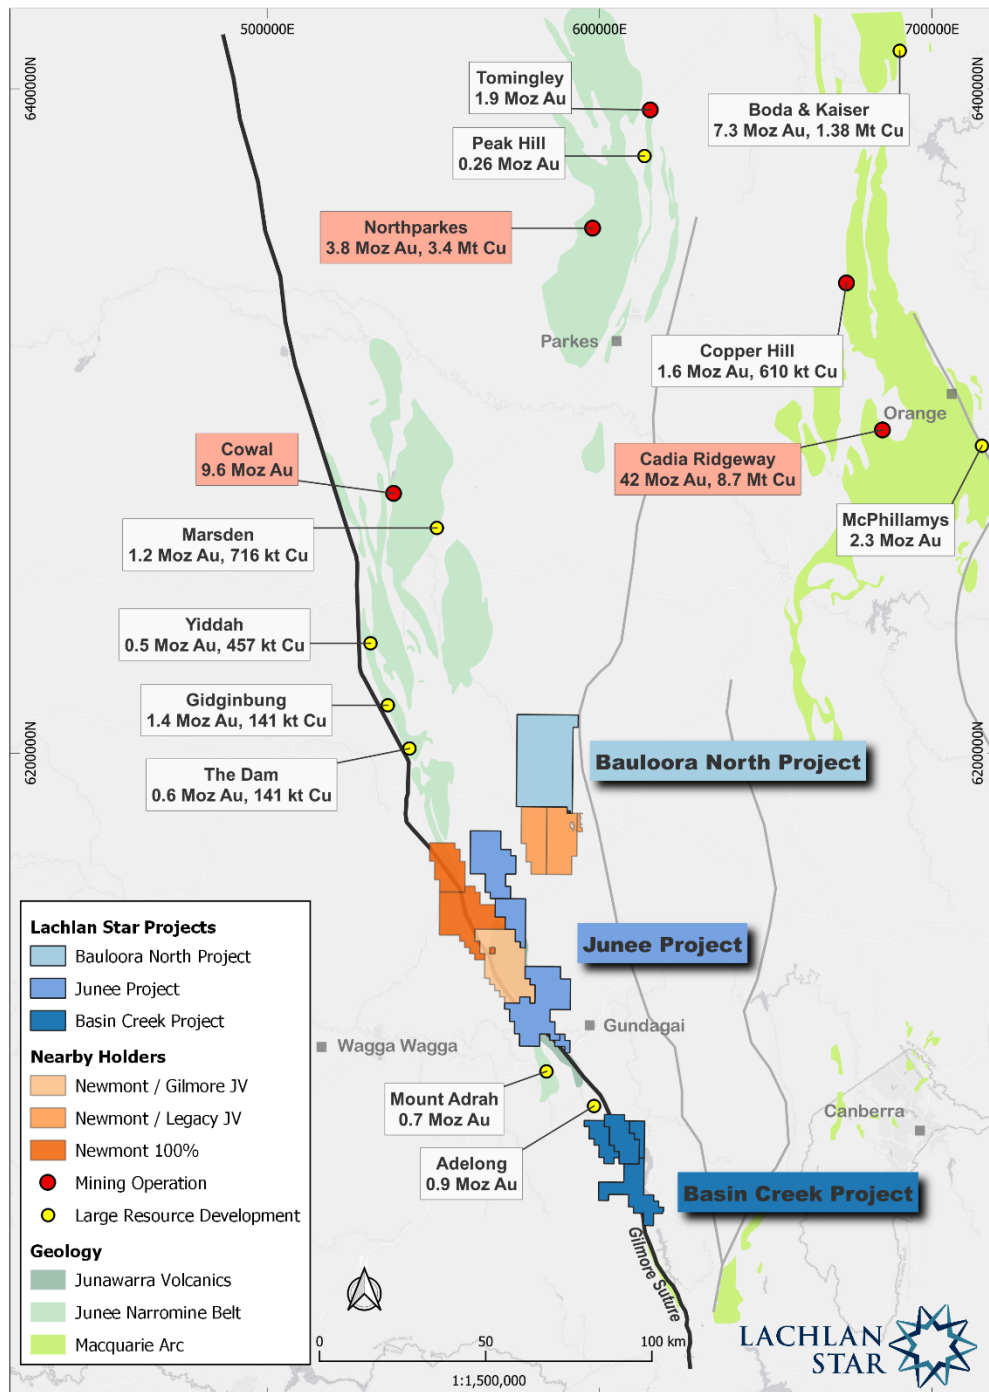 500000E
600000E
700000E
6400000N
6400000N
Tomingley
1.9 Moz Au
Boda & Kaiser
7.3 Moz Au, 1.38 Mt Cu
Peak Hill
0.26 Moz Au
Northparkes
3.8 Moz Au, 3.4 Mt Cu
Parkes
Copper Hill
1.6 Moz Au, 610 kt Cu
Orange
Cowal
9.6 Moz Au
Cadia Ridgeway
42 Moz Au, 8.7 Mt Cu
McPhillamys
2.3 Moz Au
Marsden
1.2 Moz Au, 716 kt Cu
Yiddah
0.5 Moz Au, 457 kt Cu
Gidginbung
1.4 Moz Au, 141 kt Cu
The Dam
0.6 Moz Au, 141 kt Cu
6200000N
6200000N
Bauloora North Project
Junee Project
Gundagai
Wagga Wagga
Mount Adrah
0.7 Moz Au
Canberra
Adelong
0.9 Moz Au
Basin Creek Project
Gilmore Suture
Lachlan Star Projects
Bauloora North Project
Junee Project
Basin Creek Project
Nearby Holders
Newmont / Gilmore JV
Newmont / Legacy JV
Newmont 100%
Mining Operation
Large Resource Development
Geology
Junawarra Volcanics
Junee Narromine Belt
Macquarie Arc
0
50
100 km
1:1,500,000
LACHLAN
STAR